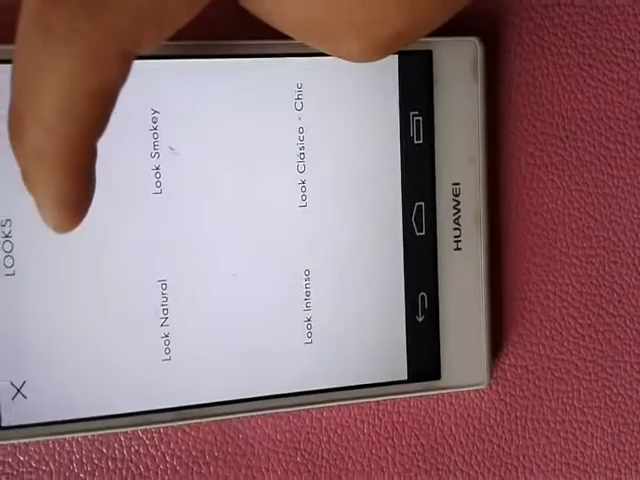 LOOKS
Look Natural
Look Smokey
Look Intenso
Look Clásico - Chic
HUAWEI